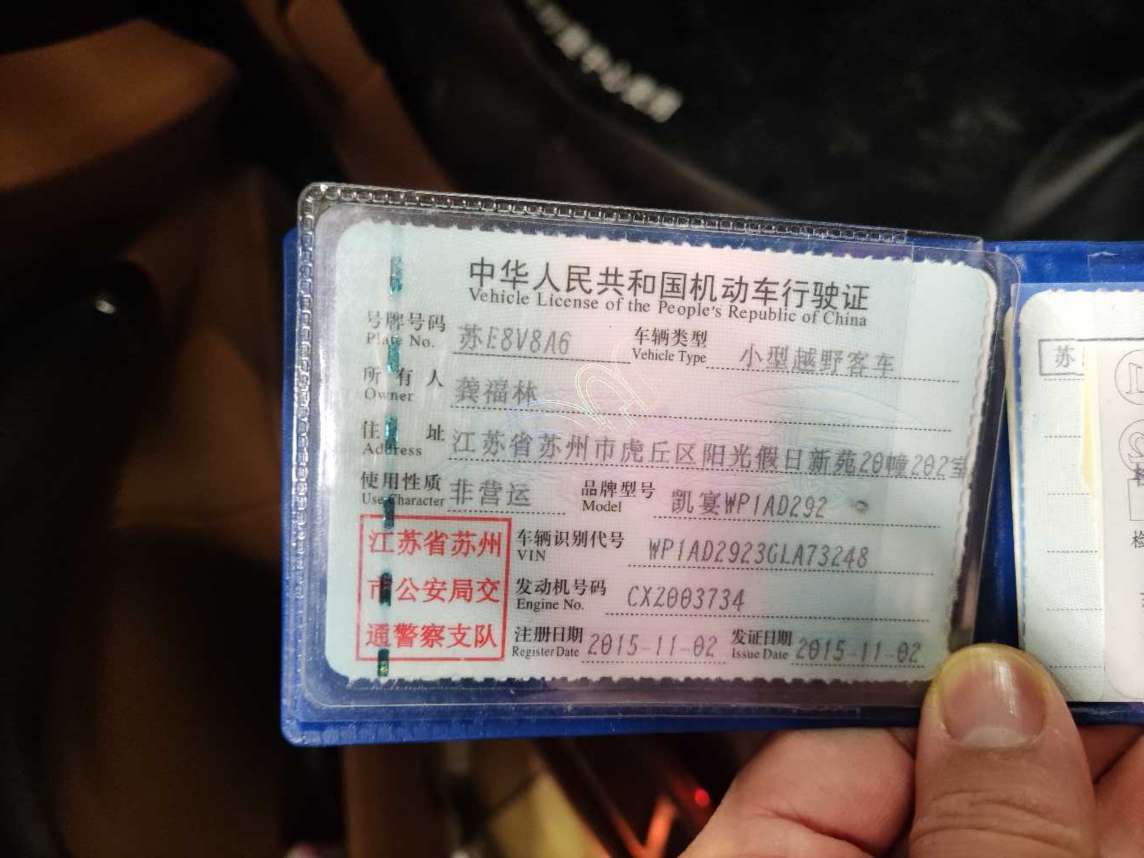 中华人民共和国机动车行驶证
Vehicle License of the People's Republic of China
号牌号码 苏E8V8A6 车辆类型 小型越野客车
Plate No. Vehicle Type
所有人 龚福林
Owner
住址 江苏省苏州市虎丘区阳光假日新苑20幢202室
Address
使用性质 非营运 品牌型号 凯宴WP1AD292
Use Character Model
江苏省苏州
市公安局交
通警察支队
车辆识别代号 WP1AD2923GLA73248
VIN
发动机号码 CXZ003734
Engine No.
注册日期 2015-11-02 发证日期 2015-11-02
Register Date Issue Date
苏